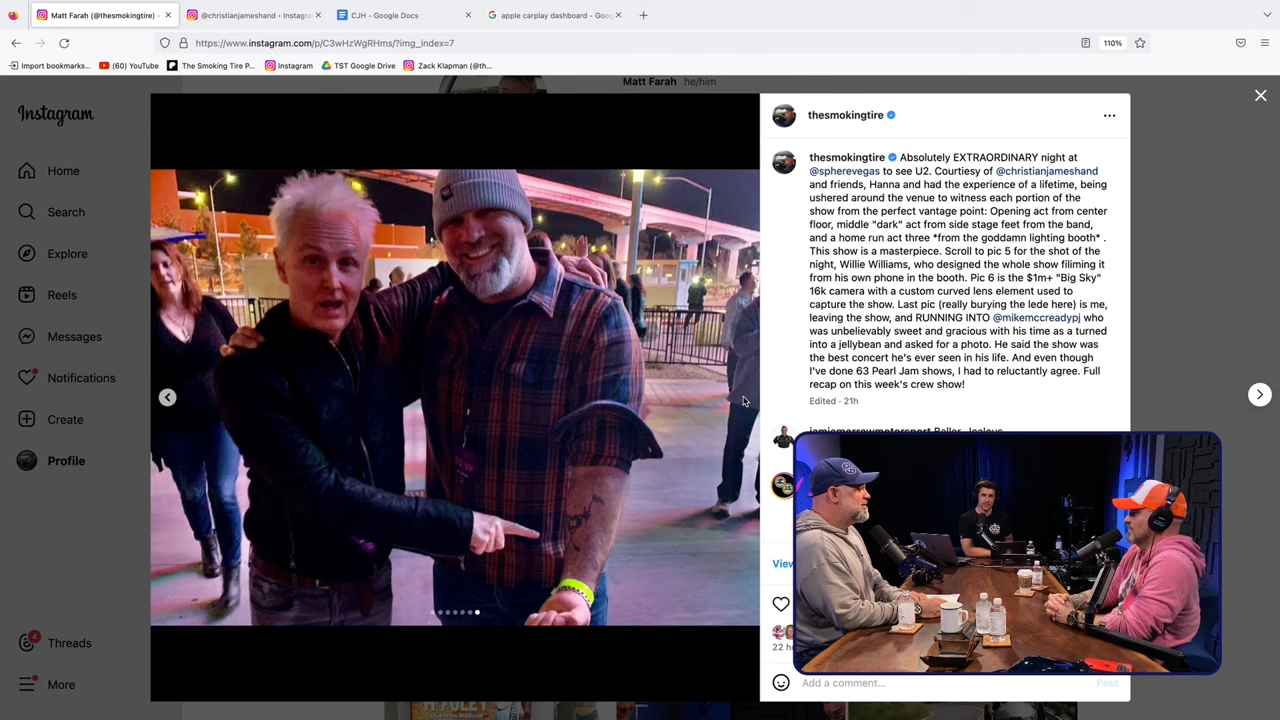 Matt Farah (@thesmokingtire) •
@christianjameshand • Instagra
CJH - Google Docs
apple carplay dashboard - Goo
https://www.instagram.com/p/C3wHzWgRHms/?img_index=7
110%
Import bookmarks...
(60) YouTube
The Smoking Tire P...
Instagram
TST Google Drive
Zack Klapman (@th...
Matt Farah he/him
Instagram
Home
Search
Explore
Reels
Messages
Notifications
Create
Profile
4
Threads
More
thesmokingtire
thesmokingtire Absolutely EXTRAORDINARY night at
@spherevegas to see U2. Courtesy of @christianjameshand
and friends, Hanna and had the experience of a lifetime, being
ushered around the venue to witness each portion of the
show from the perfect vantage point: Opening act from center
floor, middle "dark" act from side stage feet from the band,
and a home run act three *from the goddamn lighting booth* .
This show is a masterpiece. Scroll to pic 5 for the shot of the
night, Willie Williams, who designed the whole show filiming it
from his own phone in the booth. Pic 6 is the $1m+ "Big Sky"
16k camera with a custom curved lens element used to
capture the show. Last pic (really burying the lede here) is me,
leaving the show, and RUNNING INTO @mikemccreadypj who
was unbelievably sweet and gracious with his time as a turned
into a jellybean and asked for a photo. He said the show was
the best concert he's ever seen in his life. And even though
I've done 63 Pearl Jam shows, I had to reluctantly agree. Full
recap on this week's crew show!
Edited · 21h
jamiemorrowmotorsport Baller. Jealous
View
22 h
Add a comment...
Post